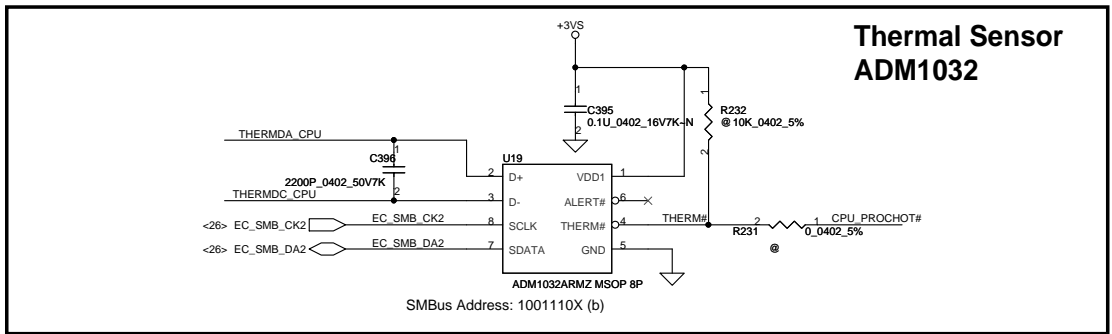 +3VS
Thermal Sensor
ADM1032
1
C395
0.1U_0402_16V7K~N
2
1
R232
@ 10K_0402_5%
2
THERMDA_CPU
1
C396
2200P_0402_50V7K
2
THERMDC_CPU
U19
2 D+ VDD1 1
3 D- ALERT# 6
<26> EC_SMB_CK2 EC_SMB_CK2 8 SCLK THERM# 4 THERM# 2 1 CPU_PROCHOT#
R231 0_0402_5%
<26> EC_SMB_DA2 EC_SMB_DA2 7 SDATA GND 5
@
ADM1032ARMZ MSOP 8P
SMBus Address: 1001110X (b)